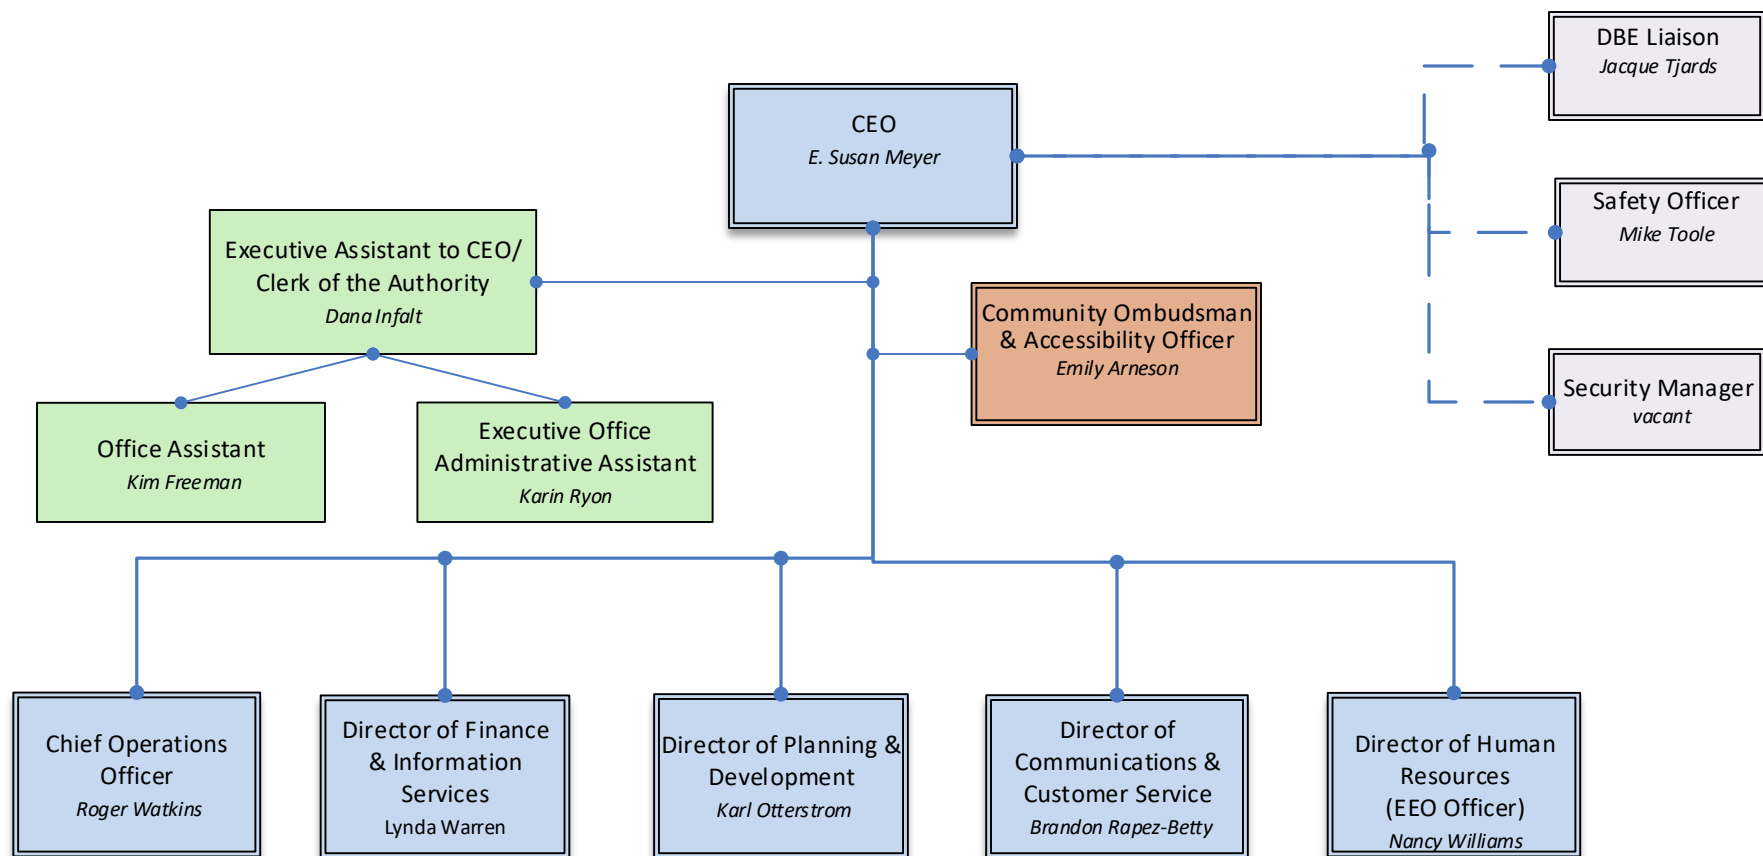 DBE Liaison
Jacque Tjards
CEO
E. Susan Meyer
Safety Officer
Mike Toole
Executive Assistant to CEO/
Clerk of the Authority
Dana Infalt
Community Ombudsman
& Accessibility Officer
Emily Arneson
Security Manager
vacant
Office Assistant
Kim Freeman
Executive Office
Administrative Assistant
Karin Ryon
Chief Operations
Officer
Roger Watkins
Director of Finance
& Information
Services
Lynda Warren
Director of Planning &
Development
Karl Otterstrom
Director of
Communications &
Customer Service
Brandon Rapez-Betty
Director of Human
Resources
(EEO Officer)
Nancy Williams